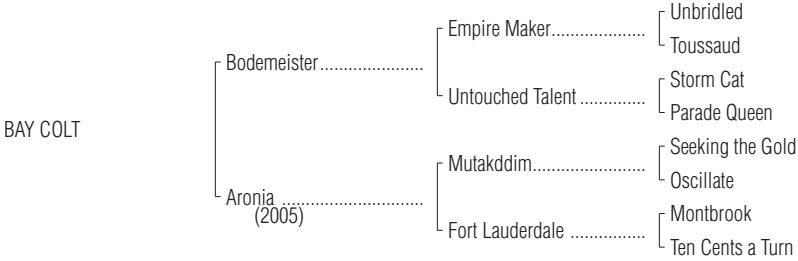 Unbridled
Empire Maker.....................
Toussaud
Bodemeister.......................
Storm Cat
Untouched Talent ..............
Parade Queen
BAY COLT
Seeking the Gold
Mutakddim.........................
Oscillate
Aronia ...............................
(2005)
Montbrook
Fort Lauderdale .................
Ten Cents a Turn